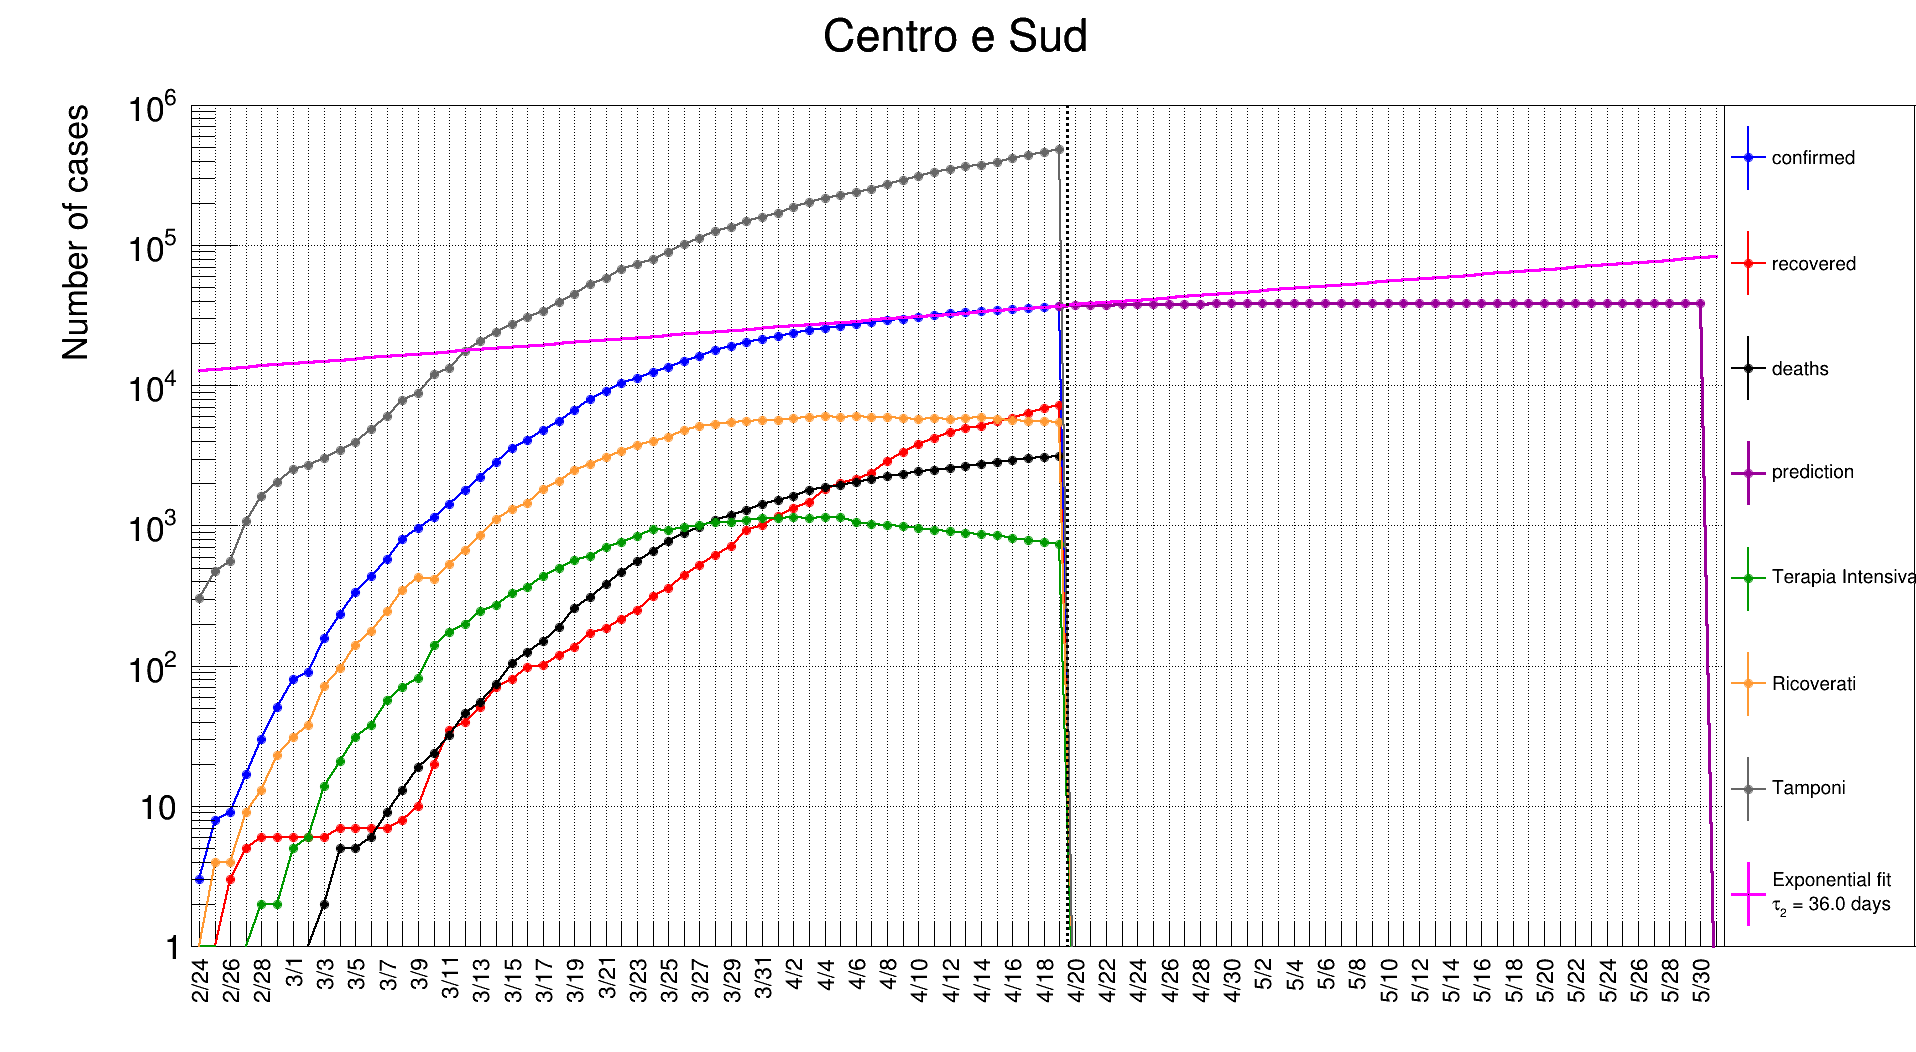 Centro e Sud
Number of cases
10^6
10^5
10^4
10^3
10^2
10
1
2/24 2/26 2/28 3/1 3/3 3/5 3/7 3/9 3/11 3/13 3/15 3/17 3/19 3/21 3/23 3/25 3/27 3/29 3/31 4/2 4/4 4/6 4/8 4/10 4/12 4/14 4/16 4/18 4/20 4/22 4/24 4/26 4/28 4/30 5/2 5/4 5/6 5/8 5/10 5/12 5/14 5/16 5/18 5/20 5/22 5/24 5/26 5/28 5/30
confirmed
recovered
deaths
prediction
Terapia Intensiva
Ricoverati
Tamponi
Exponential fit
τ₂ = 36.0 days